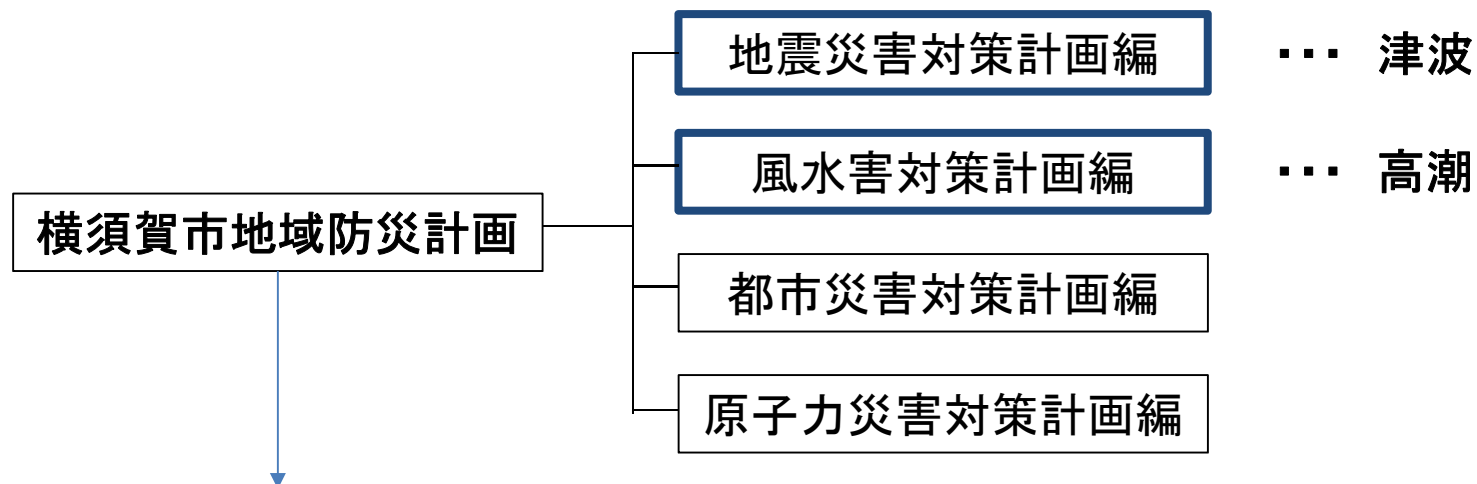 地震災害対策計画編 ・・・ 津波
風水害対策計画編 ・・・ 高潮
横須賀市地域防災計画
都市災害対策計画編
原子力災害対策計画編